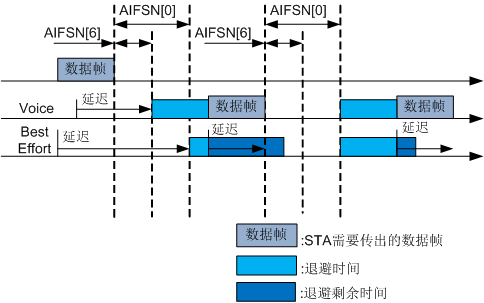 AIFSN[0]
AIFSN[0]
AIFSN[6]
AIFSN[6]
数据帧
Voice
延迟
数据帧
数据帧
Best Effort
延迟
延迟
延迟
数据帧 :STA需要传出的数据帧
:退避时间
:退避剩余时间